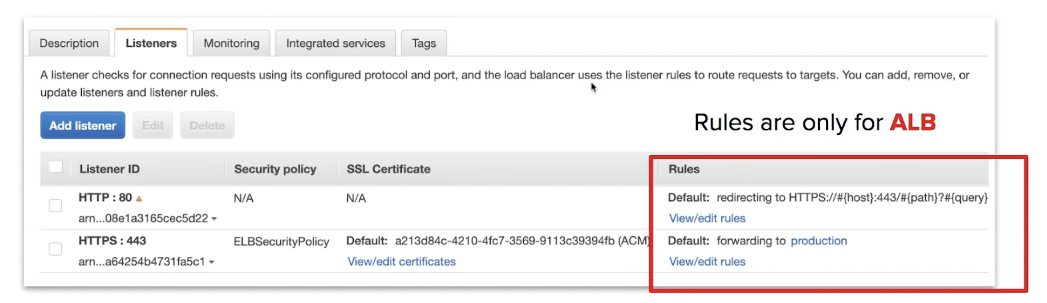 Description Listeners Monitoring Integrated services Tags
A listener checks for connection requests using its configured protocol and port, and the load balancer uses the listener rules to route requests to targets. You can add, remove, or
update listeners and listener rules.
Add listener Edit Delete
Rules are only for ALB
Listener ID Security policy SSL Certificate Rules
HTTP : 80 N/A N/A Default: redirecting to HTTPS://#{host}:443/#{path}?#{query}
arn...08e1a3165cec5d22 View/edit rules
HTTPS : 443 ELBSecurityPolicy Default: a213d84c-4210-4fc7-3569-9113c39394fb (ACM) Default: forwarding to production
arn...a64254b4731fa5c1 View/edit certificates View/edit rules